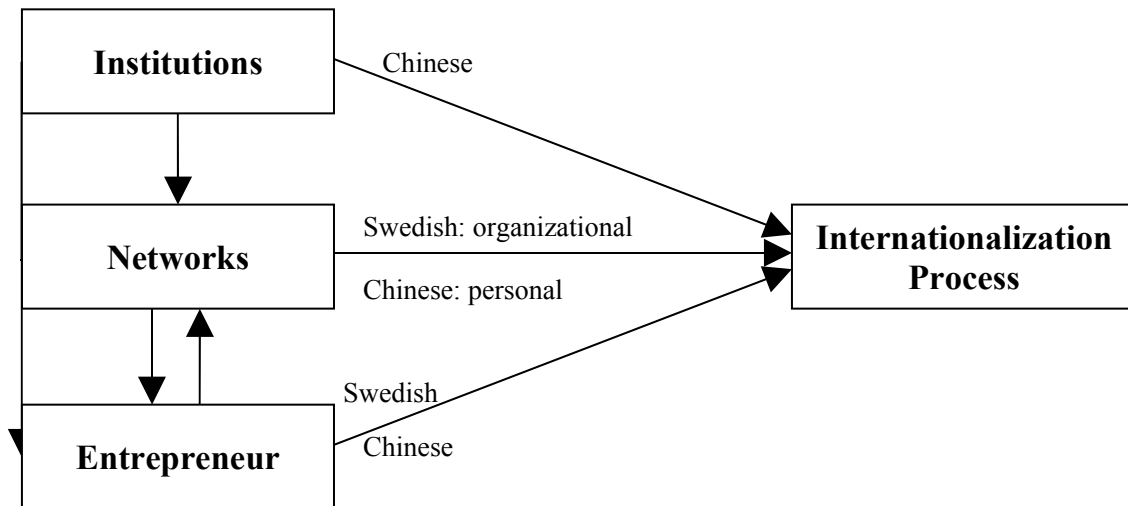 Institutions
Chinese
Networks
Swedish: organizational
Chinese: personal
Internationalization
Process
Swedish
Chinese
Entrepreneur